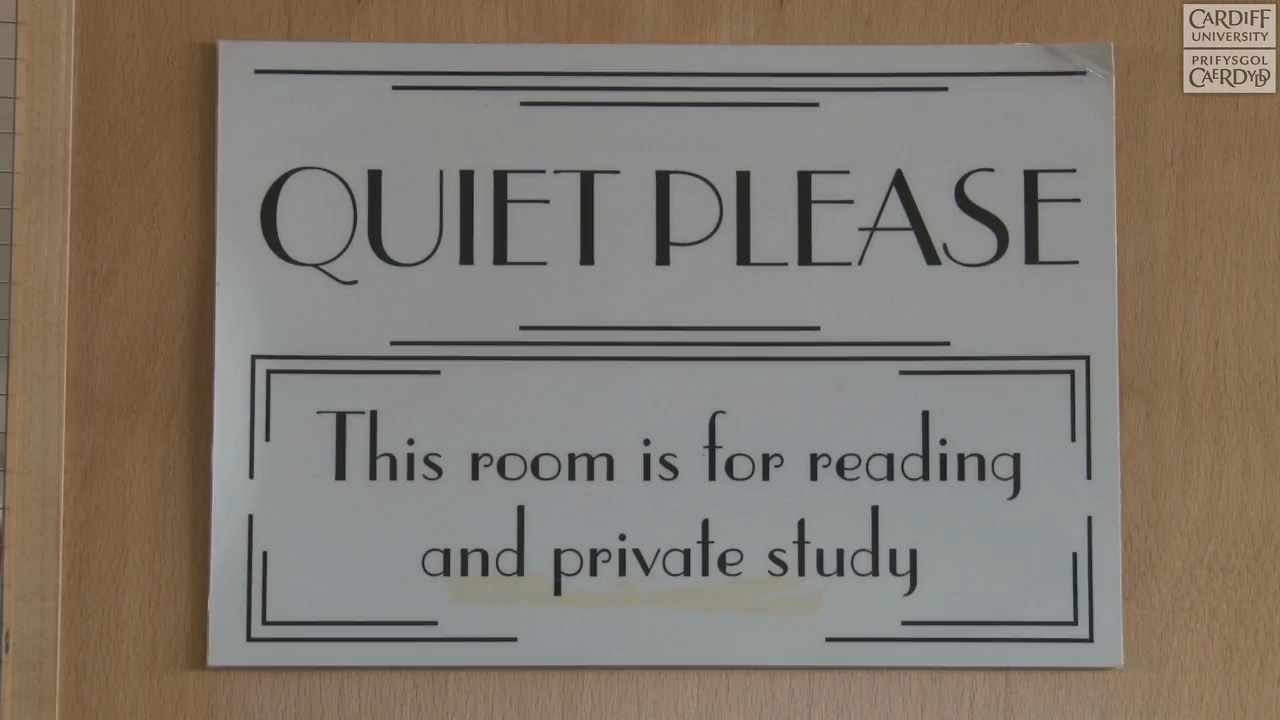 CARDIFF
UNIVERSITY
PRIFYSGOL
CAERDYDD
QUIET PLEASE
This room is for reading
and private study